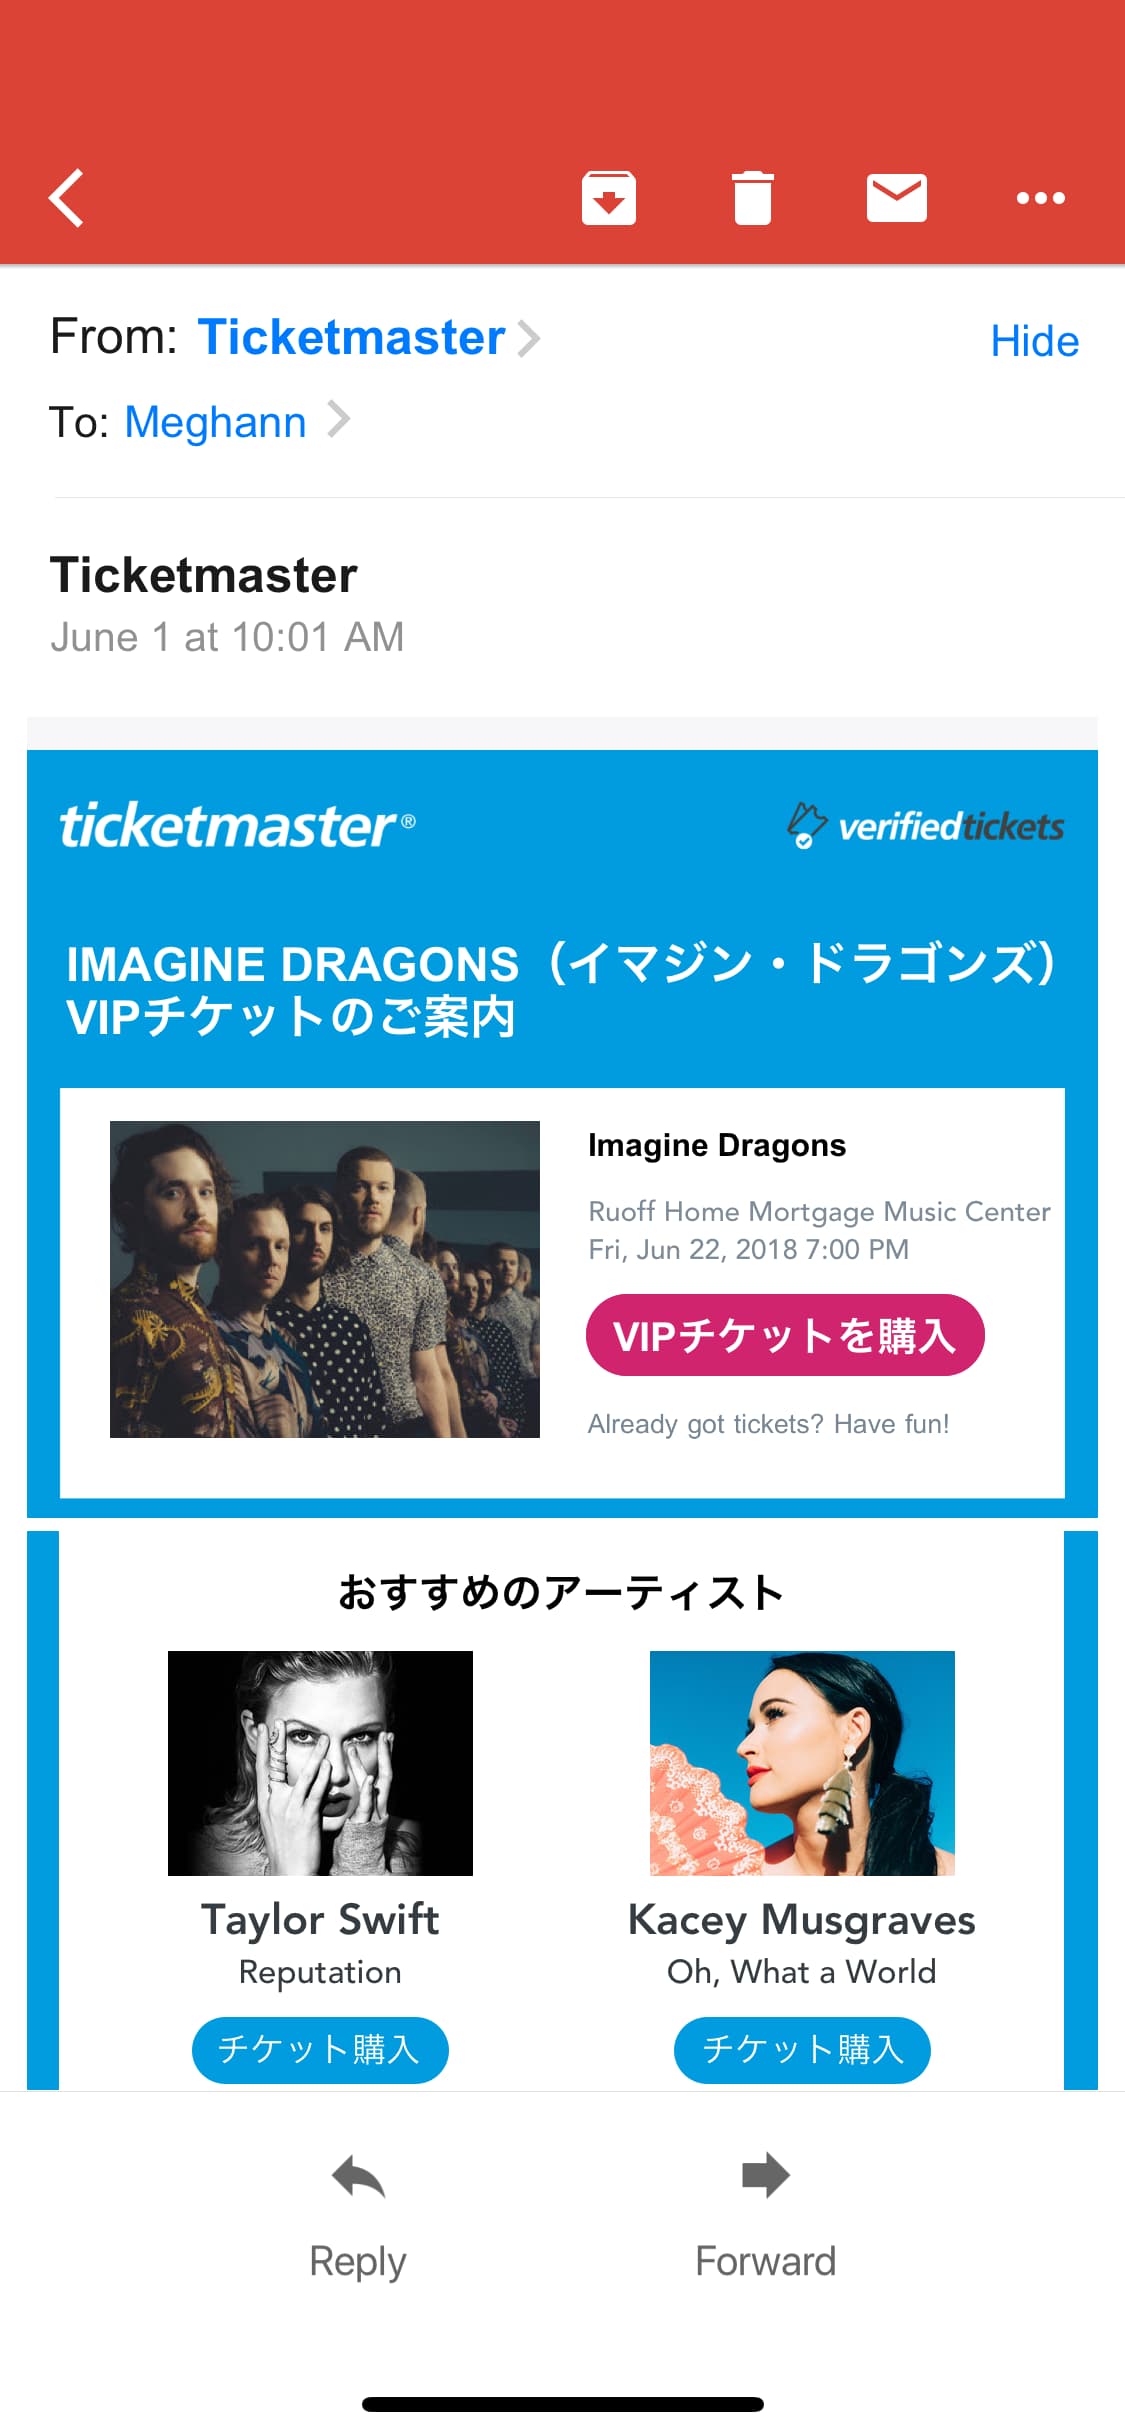 From: Ticketmaster
Hide
To: Meghann
Ticketmaster
June 1 at 10:01 AM
ticketmaster®
verifiedtickets
IMAGINE DRAGONS（イマジン・ドラゴンズ）
VIPチケットのご案内
Imagine Dragons
Ruoff Home Mortgage Music Center
Fri, Jun 22, 2018 7:00 PM
VIPチケットを購入
Already got tickets? Have fun!
おすすめのアーティスト
Taylor Swift
Kacey Musgraves
Reputation
Oh, What a World
チケット購入
チケット購入
Reply
Forward